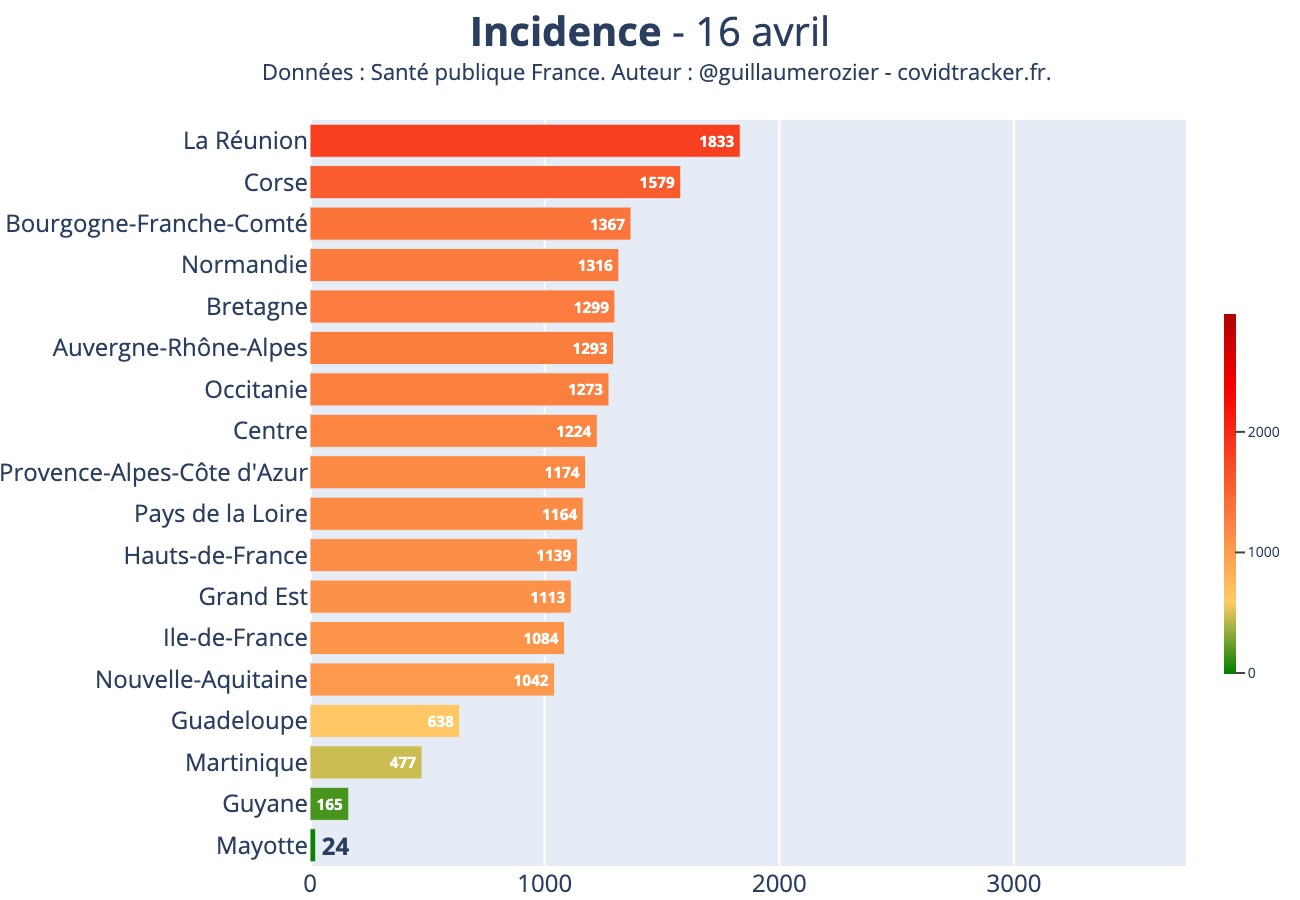 Incidence - 16 avril
Données : Santé publique France. Auteur : @guillaumerozier - covidtracker.fr.
La Réunion 1833
Corse 1579
Bourgogne-Franche-Comté 1367
Normandie 1316
Bretagne 1299
Auvergne-Rhône-Alpes 1293
Occitanie 1273
Centre 1224
Provence-Alpes-Côte d'Azur 1174
Pays de la Loire 1164
Hauts-de-France 1139
Grand Est 1113
Ile-de-France 1084
Nouvelle-Aquitaine 1042
Guadeloupe 638
Martinique 477
Guyane 165
Mayotte 24
0 1000 2000 3000
2000
1000
0